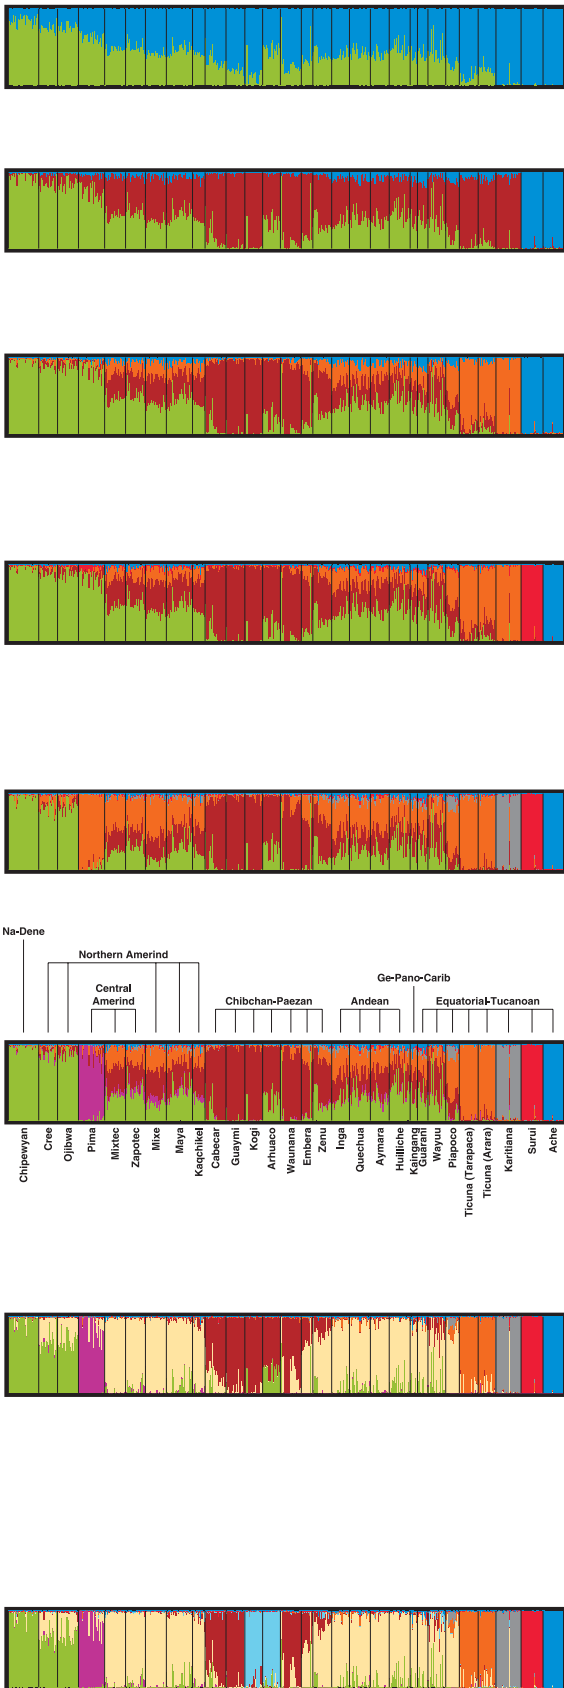 Na-Dene
Northern Amerind
Ge-Pano-Carib
Central
Amerind
Chibchan-Paezan
Andean
Equatorial-Tucanoan
Chipewyan
Cree
Ojibwa
Pima
Mixtec
Zapotec
Mixe
Maya
Kaqchikel
Cabecar
Guaymi
Kogi
Arhuaco
Waunana
Embera
Zenu
Inga
Quechua
Aymara
Huilliche
Kaingang
Guarani
Wayuu
Piapoco
Ticuna (Tarapaca)
Ticuna (Arara)
Karitiana
Surui
Ache